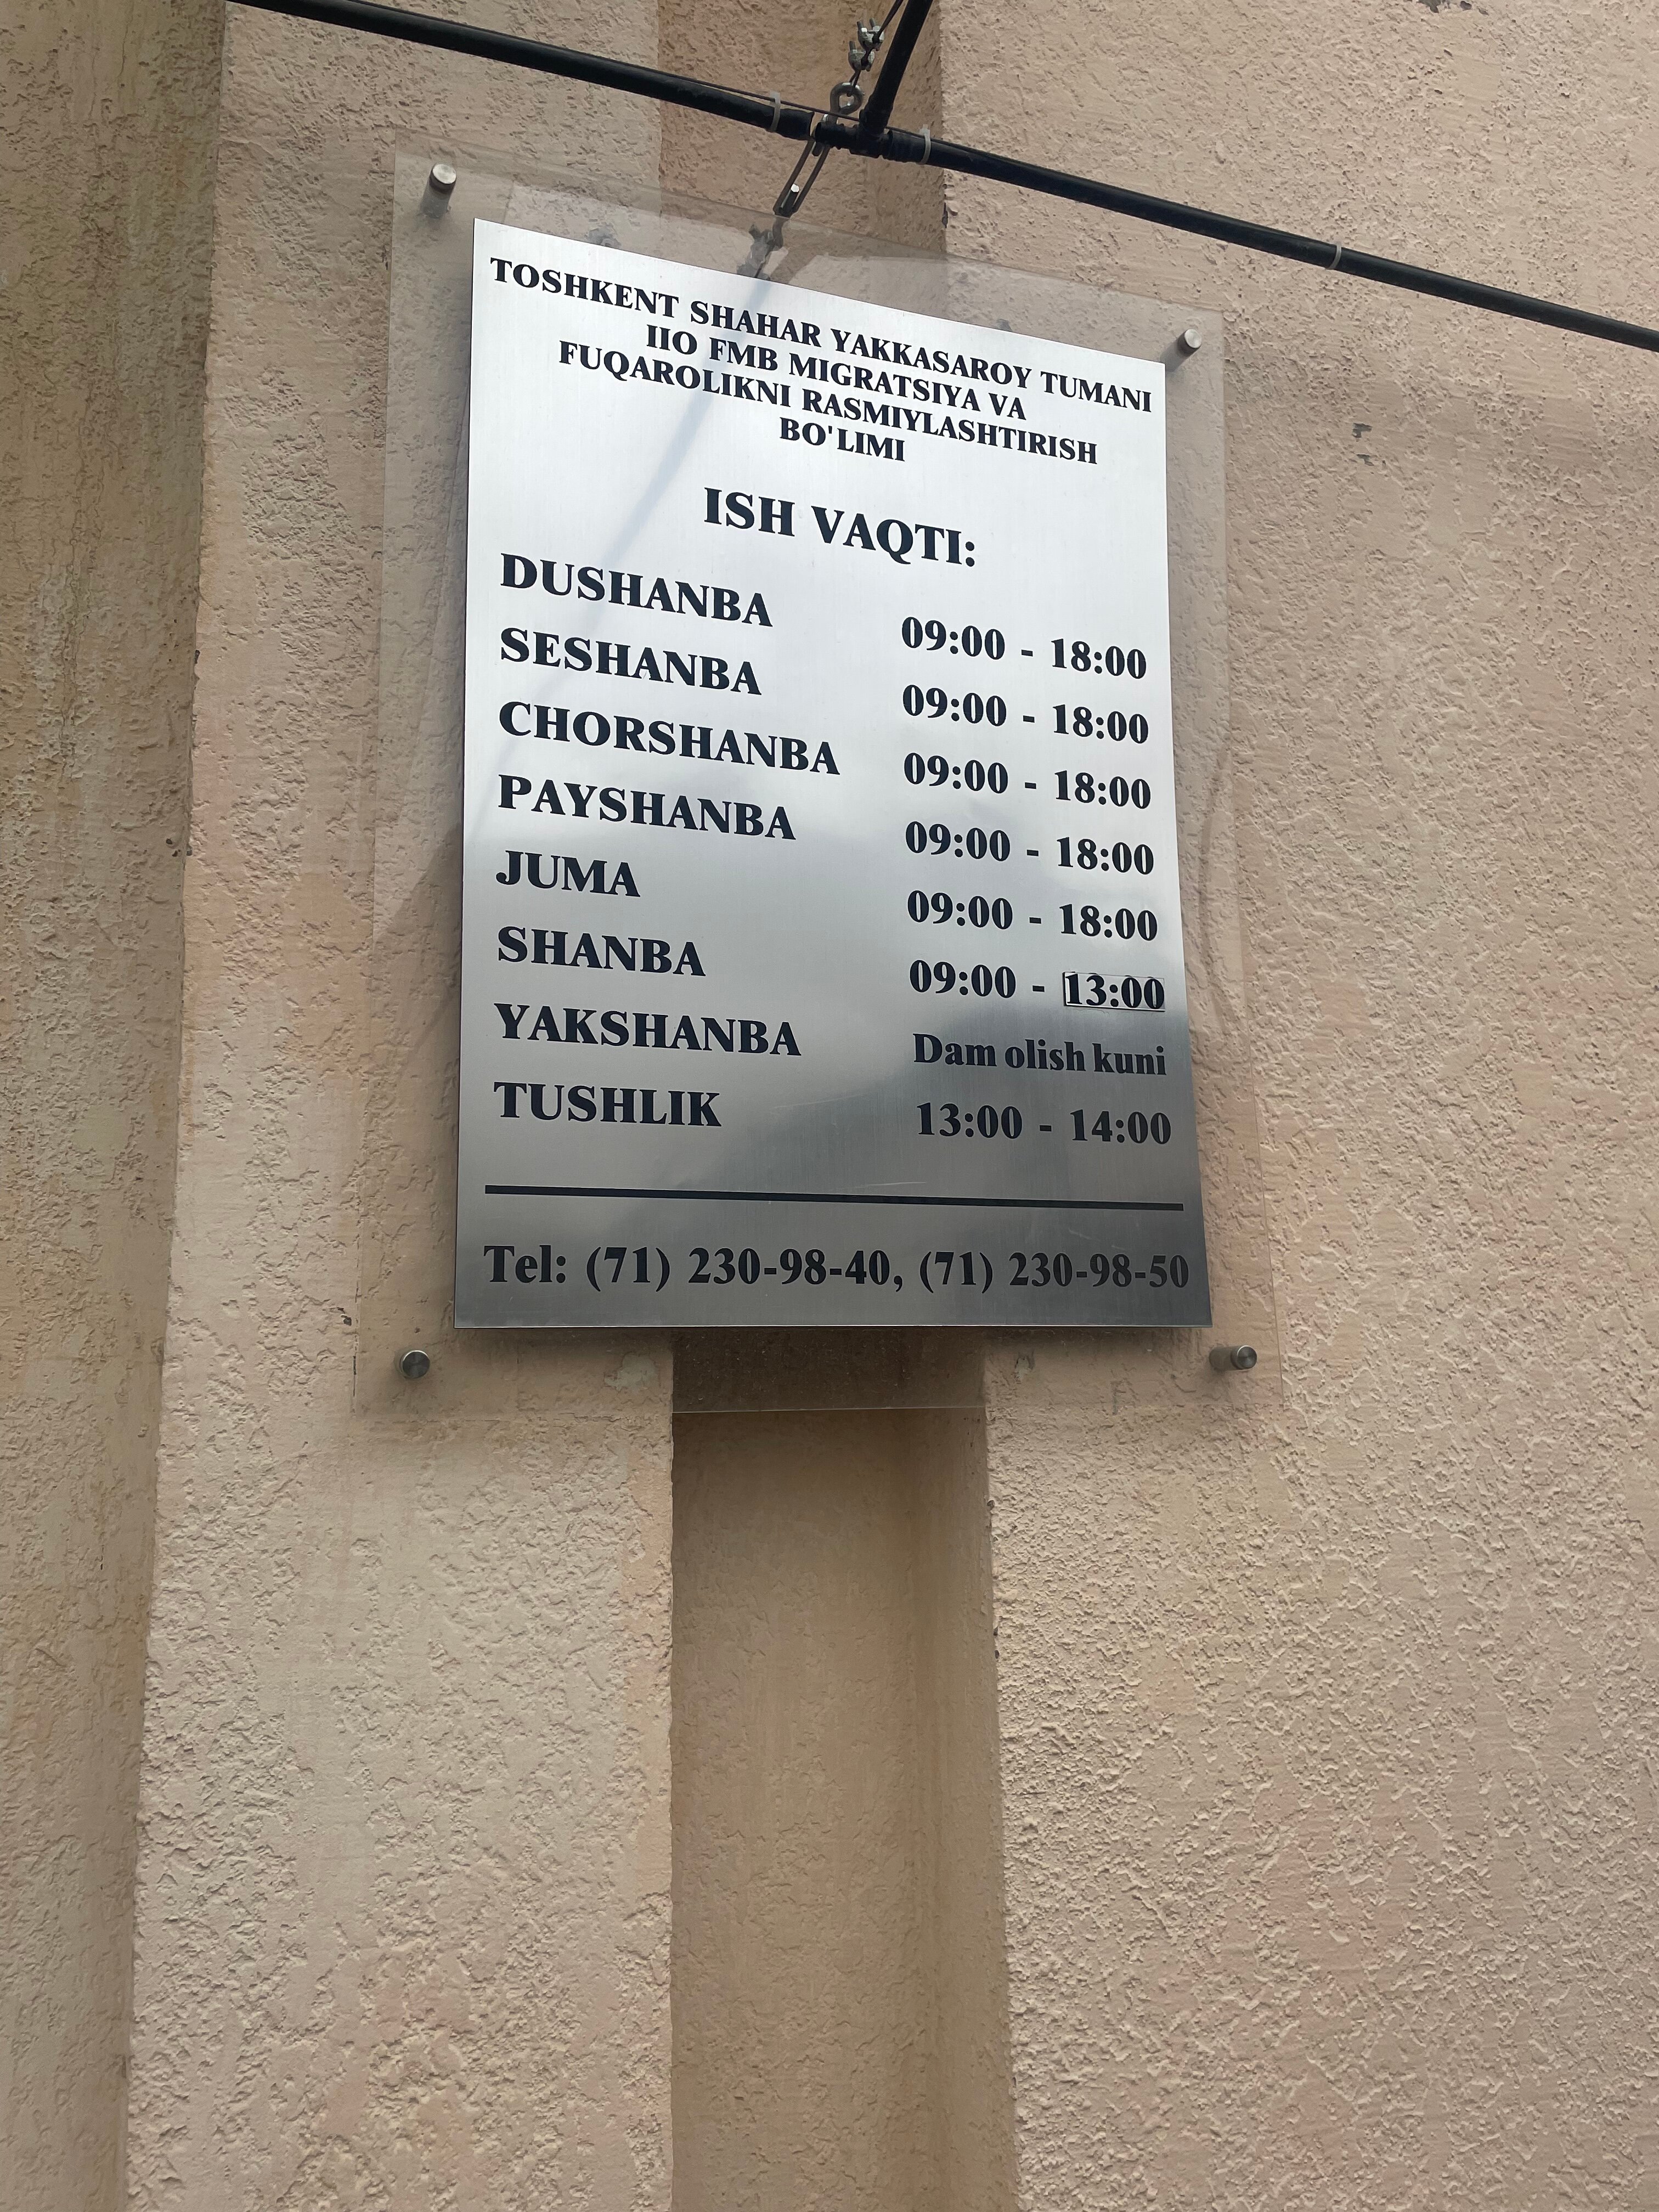 TOSHKENT SHAHAR YAKKASAROY TUMANI
IIO FMB MIGRATSIYA VA
FUQAROLIKNI RASMIYLASHTIRISH
BO'LIMI
ISH VAQTI:
DUSHANBA 09:00 - 18:00
SESHANBA 09:00 - 18:00
CHORSHANBA 09:00 - 18:00
PAYSHANBA 09:00 - 18:00
JUMA 09:00 - 18:00
SHANBA 09:00 - 13:00
YAKSHANBA Dam olish kuni
TUSHLIK 13:00 - 14:00
Tel: (71) 230-98-40, (71) 230-98-50